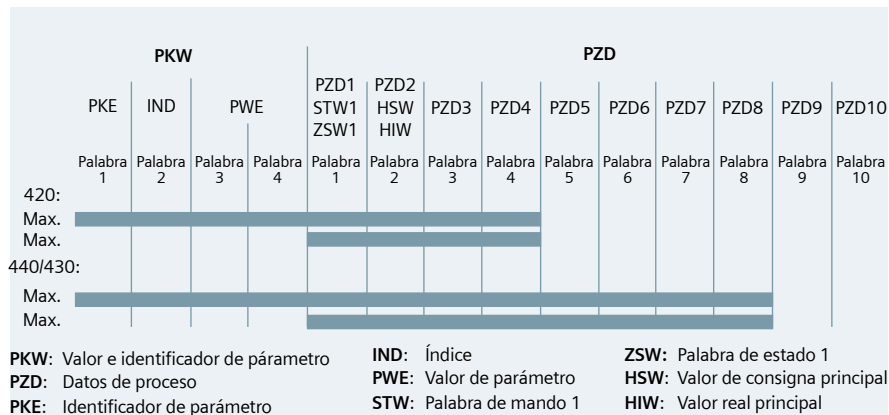 PKW PZD
PZD1 PZD2
PKE IND PWE STW1 HSW PZD3 PZD4 PZD5 PZD6 PZD7 PZD8 PZD9 PZD10
ZSW1 HIW
Palabra Palabra Palabra Palabra Palabra Palabra Palabra Palabra Palabra Palabra Palabra Palabra Palabra Palabra
1 2 3 4 1 2 3 4 5 6 7 8 9 10
420:
Max.
Max.
440/430:
Max.
Max.
PKW: Valor e identificador de párametro
PZD: Datos de proceso
PKE: Identificador de parámetro
IND: Índice
PWE: Valor de parámetro
STW: Palabra de mando 1
ZSW: Palabra de estado 1
HSW: Valor de consigna principal
HIW: Valor real principal